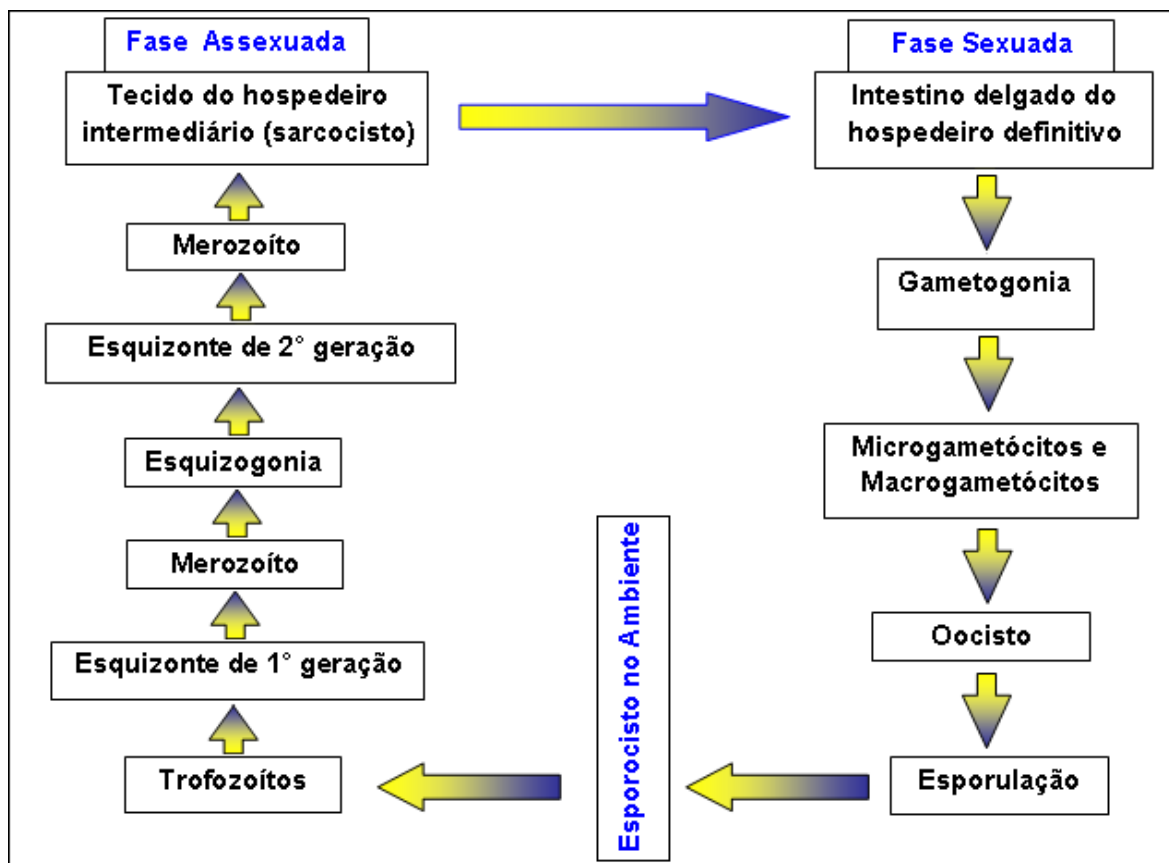 Fase Assexuada
Tecido do hospedeiro
intermediário (sarcocisto)
Merozoíto
Esquizonte de 2° geração
Esquizogonia
Merozoíto
Esquizonte de 1° geração
Trofozoítos
Fase Sexuada
Intestino delgado do
hospedeiro definitivo
Gametogonia
Microgametócitos e
Macrogametócitos
Oocisto
Esporulação
Esporocisto no Ambiente